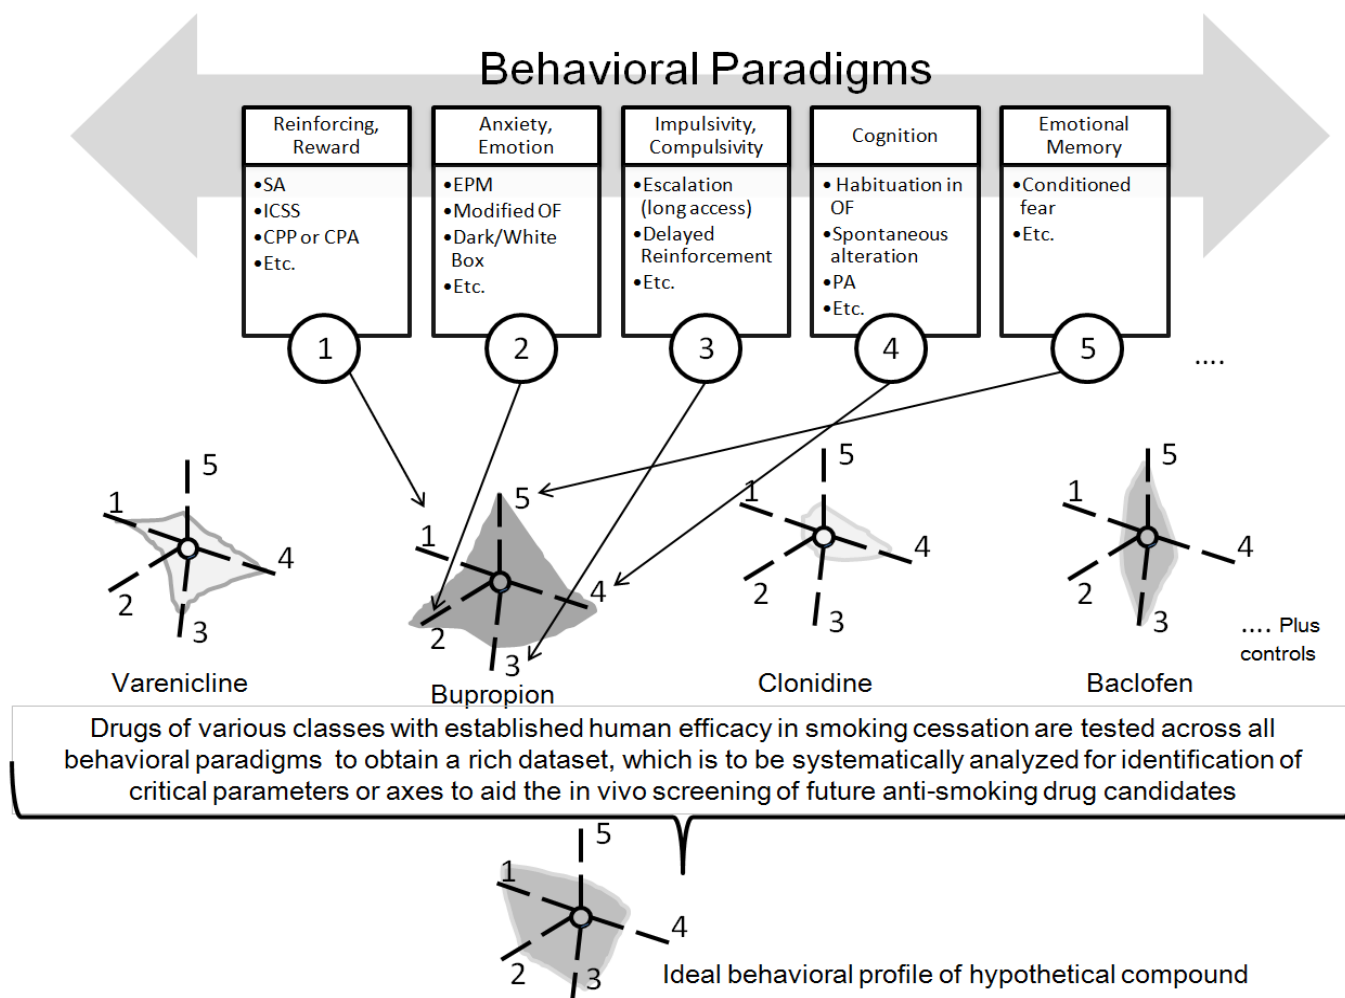 Behavioral Paradigms
Reinforcing,
Reward
•SA
•ICSS
•CPP or CPA
•Etc.
1
Anxiety,
Emotion
•EPM
•Modified OF
•Dark/White
Box
•Etc.
2
Impulsivity,
Compulsivity
•Escalation
(long access)
•Delayed
Reinforcement
•Etc.
3
Cognition
• Habituation in
OF
•Spontaneous
alteration
•PA
•Etc.
4
Emotional
Memory
•Conditioned
fear
•Etc.
5
....
5
1
4
2
3
Varenicline
5
1
4
2
3
Bupropion
5
1
4
2
3
Clonidine
5
1
4
2
3
Baclofen
.... Plus
controls
Drugs of various classes with established human efficacy in smoking cessation are tested across all
behavioral paradigms to obtain a rich dataset, which is to be systematically analyzed for identification of
critical parameters or axes to aid the in vivo screening of future anti-smoking drug candidates
5
1
4
2
3
Ideal behavioral profile of hypothetical compound